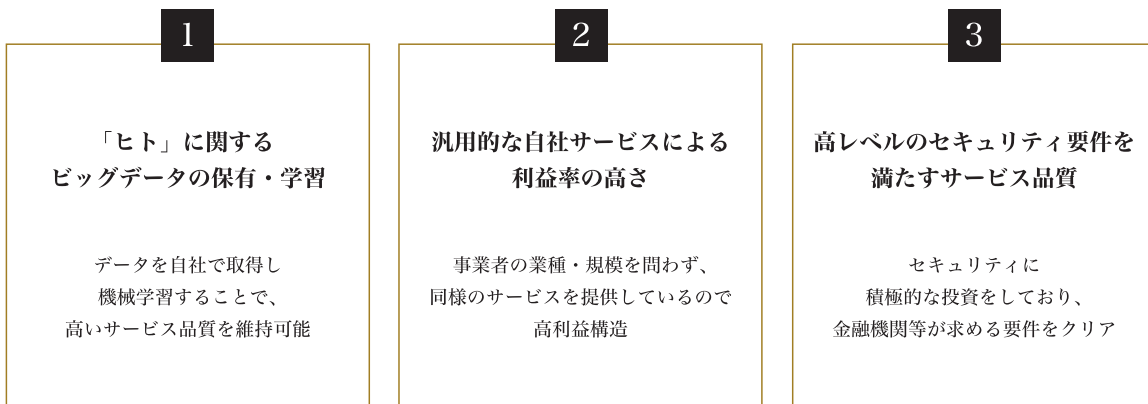 1
「ヒト」に関する
ビッグデータの保有・学習
データを自社で取得し
機械学習することで、
高いサービス品質を維持可能
2
汎用的な自社サービスによる
利益率の高さ
事業者の業種・規模を問わず、
同様のサービスを提供しているので
高利益構造
3
高レベルのセキュリティ要件を
満たすサービス品質
セキュリティに
積極的な投資をしており、
金融機関等が求める要件をクリア